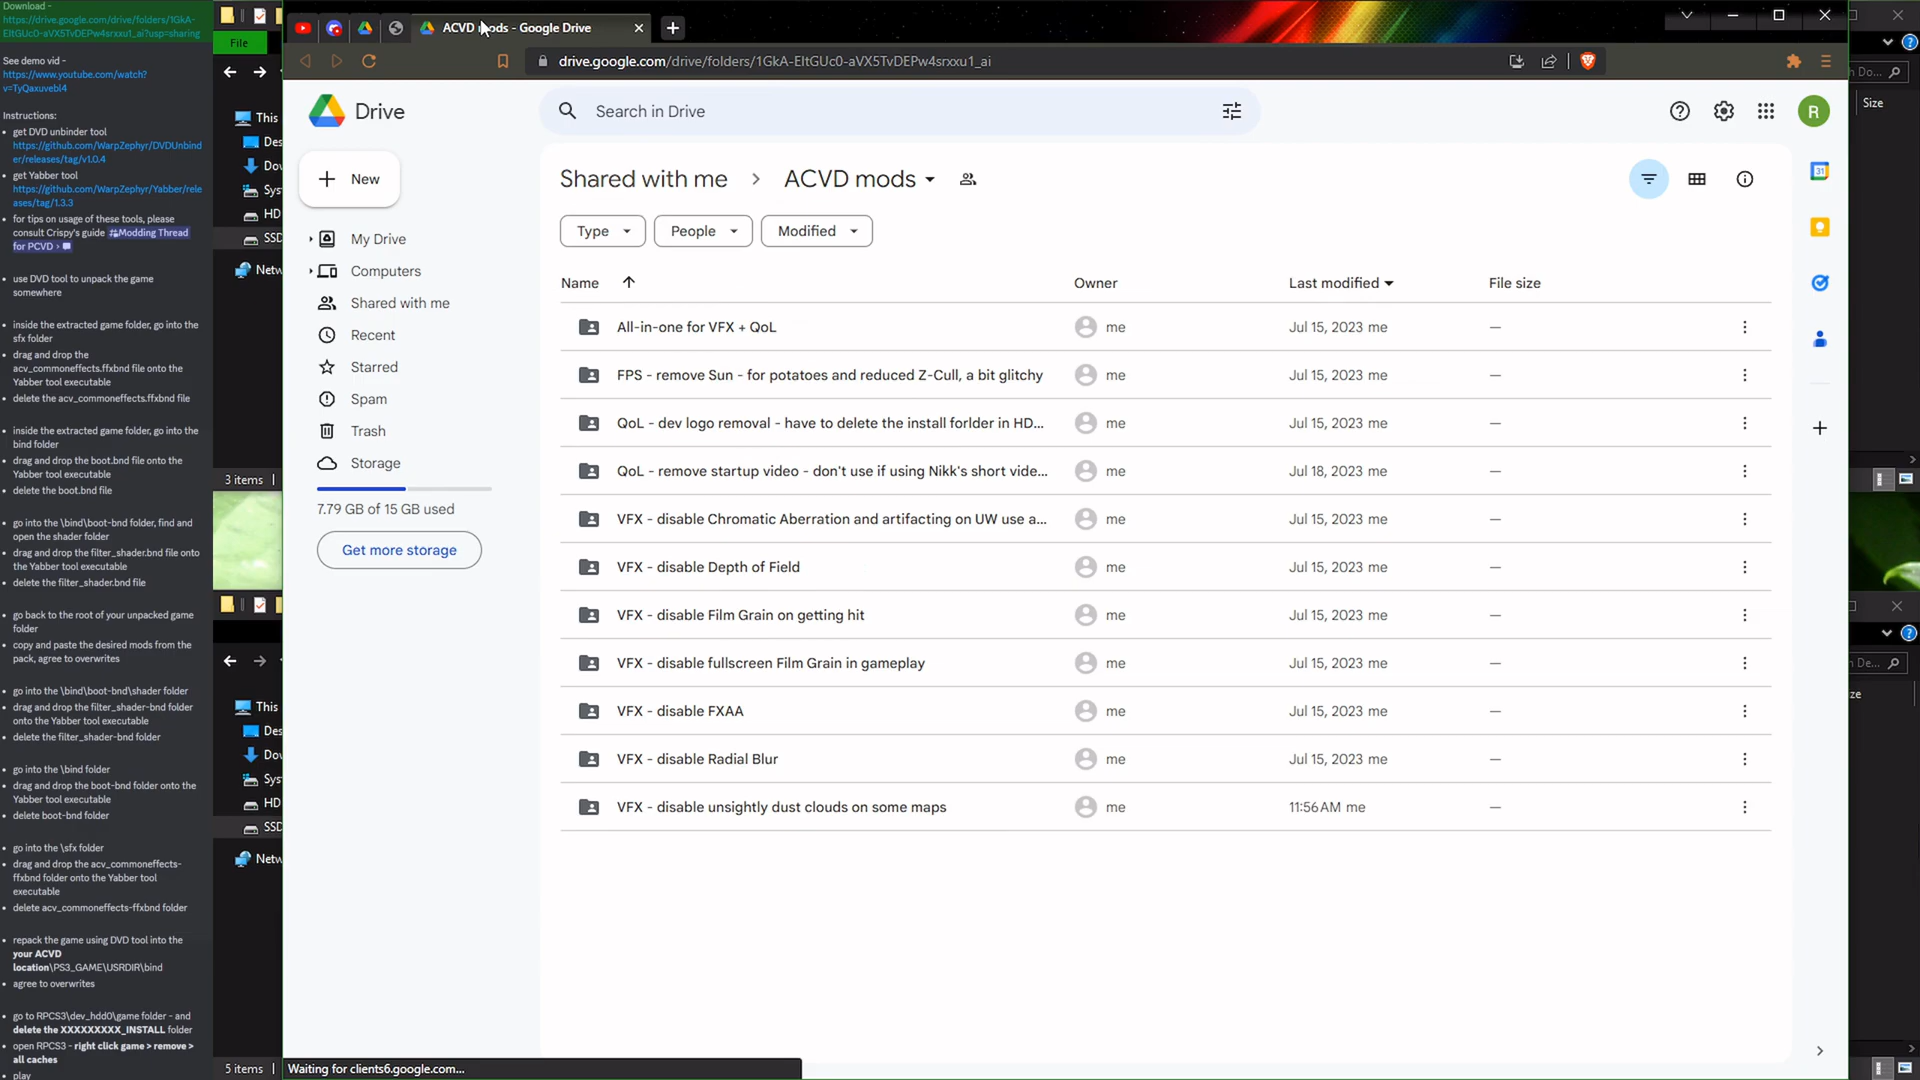 Download -
https://drive.google.com/drive/folders/1GkA-
EItGUc0-aVX5TvDEPw4srxxu1_ai?usp=sharing
See demo vid -
https://www.youtube.com/watch?
v=TyQaxuvebl4
Instructions:
get DVD unbinder tool
https://github.com/WarpZephyr/DVDUnbind
er/releases/tag/v1.0.4
get Yabber tool
https://github.com/WarpZephyr/Yabber/rele
ases/tag/1.3.3
for tips on usage of these tools, please
consult Crispy's guide #Modding Thread
for PCVD ›
use DVD tool to unpack the game
somewhere
inside the extracted game folder, go into the
sfx folder
drag and drop the
acv_commoneffects.ffxbnd file onto the
Yabber tool executable
delete the acv_commoneffects.ffxbnd file
inside the extracted game folder, go into the
bind folder
drag and drop the boot.bnd file onto the
Yabber tool executable
delete the boot.bnd file
go into the \bind\boot-bnd folder, find and
open the shader folder
drag and drop the filter_shader.bnd file onto
the Yabber tool executable
delete the filter_shader.bnd file
go back to the root of your unpacked game
folder
copy and paste the desired mods from the
pack, agree to overwrites
go into the \bind\boot-bnd\shader folder
drag and drop the filter_shader-bnd folder
onto the Yabber tool executable
delete the filter_shader-bnd folder
go into the \bind folder
drag and drop the boot-bnd folder onto the
Yabber tool executable
delete boot-bnd folder
go into the \sfx folder
drag and drop the acv_commoneffects-
ffxbnd folder onto the Yabber tool
executable
delete acv_commoneffects-ffxbnd folder
repack the game using DVD tool into the
your ACVD
location\PS3_GAME\USRDIR\bind
agree to overwrites
go to RPCS3\dev_hdd0\game folder - and
delete the XXXXXXXXX_INSTALL folder
open RPCS3 - right click game > remove >
all caches
play
File
This
Des
Dow
Sys
HD
SSD
Netw
3 items
This
Des
Dow
Sys
HD
SSD
Netw
5 items
ACVD mods - Google Drive
drive.google.com/drive/folders/1GkA-EItGUc0-aVX5TvDEPw4srxxu1_ai
Drive
Search in Drive
R
New
My Drive
Computers
Shared with me
Recent
Starred
Spam
Trash
Storage
7.79 GB of 15 GB used
Get more storage
Shared with me > ACVD mods
Type
People
Modified
Name Owner Last modified File size
All-in-one for VFX + QoL me Jul 15, 2023 me —
FPS - remove Sun - for potatoes and reduced Z-Cull, a bit glitchy me Jul 15, 2023 me —
QoL - dev logo removal - have to delete the install forlder in HD... me Jul 15, 2023 me —
QoL - remove startup video - don't use if using Nikk's short vide... me Jul 18, 2023 me —
VFX - disable Chromatic Aberration and artifacting on UW use a... me Jul 15, 2023 me —
VFX - disable Depth of Field me Jul 15, 2023 me —
VFX - disable Film Grain on getting hit me Jul 15, 2023 me —
VFX - disable fullscreen Film Grain in gameplay me Jul 15, 2023 me —
VFX - disable FXAA me Jul 15, 2023 me —
VFX - disable Radial Blur me Jul 15, 2023 me —
VFX - disable unsightly dust clouds on some maps me 11:56 AM me —
31
Waiting for clients6.google.com...
Do...
Size
De...
ze